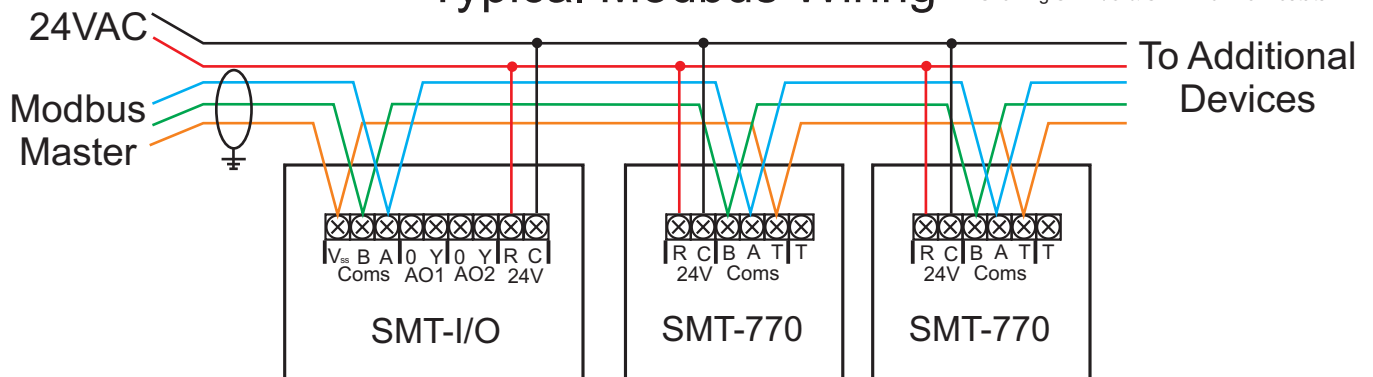 Typical Modbus Wiring
24VAC
To Additional
Devices
Modbus
Master
Vss B A 0 Y 0 Y R C
Coms AO1 AO2 24V
R C B A T T
24V Coms
R C B A T T
24V Coms
SMT-I/O
SMT-770
SMT-770